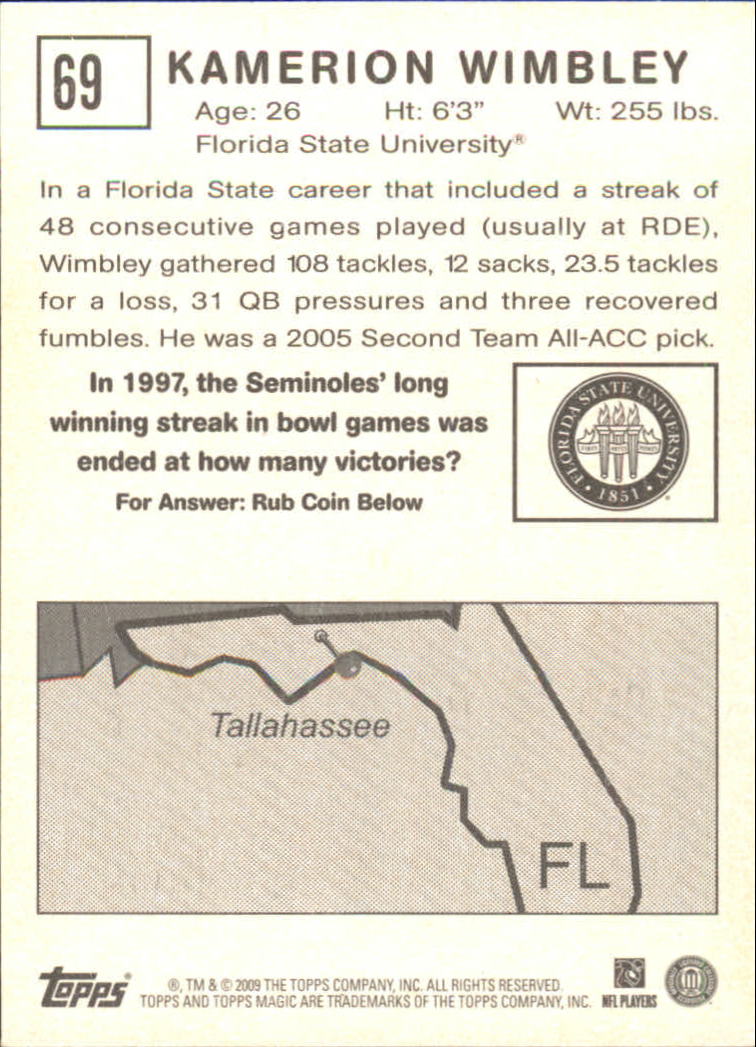 69
KAMERION WIMBLEY
Age: 26 Ht: 6'3" Wt: 255 lbs.
Florida State University®
In a Florida State career that included a streak of
48 consecutive games played (usually at RDE),
Wimbley gathered 108 tackles, 12 sacks, 23.5 tackles
for a loss, 31 QB pressures and three recovered
fumbles. He was a 2005 Second Team All-ACC pick.
In 1997, the Seminoles' long
winning streak in bowl games was
ended at how many victories?
For Answer: Rub Coin Below
FLORIDA STATE UNIVERSITY
1851
Tallahassee
FL
Topps®
®, TM & © 2009 THE TOPPS COMPANY, INC. ALL RIGHTS RESERVED.
TOPPS AND TOPPS MAGIC ARE TRADEMARKS OF THE TOPPS COMPANY, INC.
NFL PLAYERS